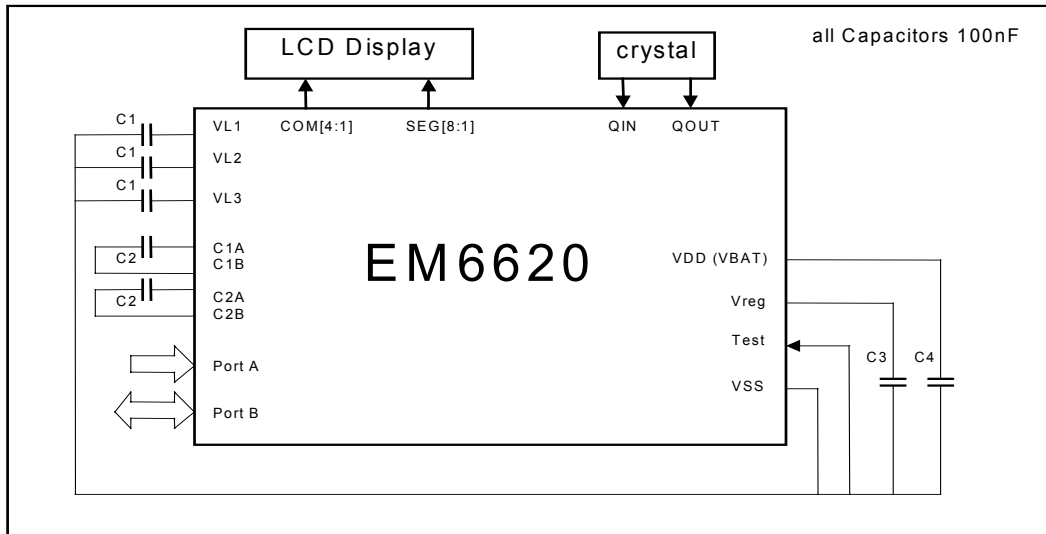 LCD Display
crystal
all Capacitors 100nF
C1
VL1
COM[4:1]
SEG[8:1]
QIN
QOUT
C1
VL2
C1
VL3
C2
C1A
C1B
EM6620
VDD (VBAT)
C2
C2A
C2B
Vreg
Test
C3
C4
Port A
VSS
Port B